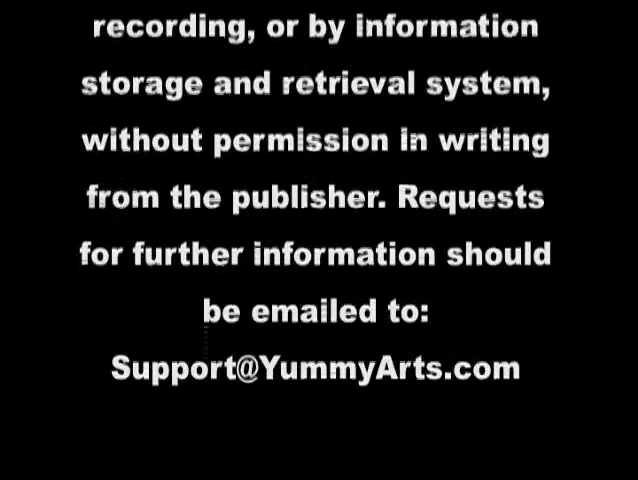 recording, or by information
storage and retrieval system,
without permission in writing
from the publisher. Requests
for further information should
be emailed to:
Support@YummyArts.com